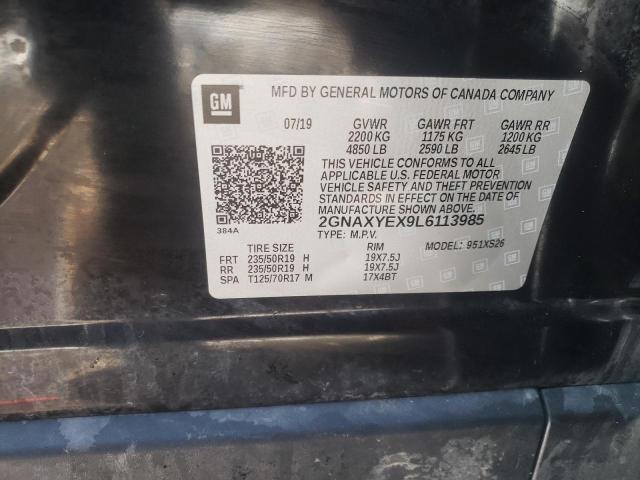 GM
MFD BY GENERAL MOTORS OF CANADA COMPANY
07/19 GVWR GAWR FRT GAWR RR
2200 KG 1175 KG 1200 KG
4850 LB 2590 LB 2645 LB
THIS VEHICLE CONFORMS TO ALL
APPLICABLE U.S. FEDERAL MOTOR
VEHICLE SAFETY AND THEFT PREVENTION
STANDARDS IN EFFECT ON THE DATE OF
MANUFACTURE SHOWN ABOVE.
384A
2GNAXYEX9L6113985
TYPE: M.P.V. MODEL: 951XS26
TIRE SIZE RIM
FRT 235/50R19 H 19X7.5J
RR 235/50R19 H 19X7.5J
SPA T125/70R17 M 17X4BT